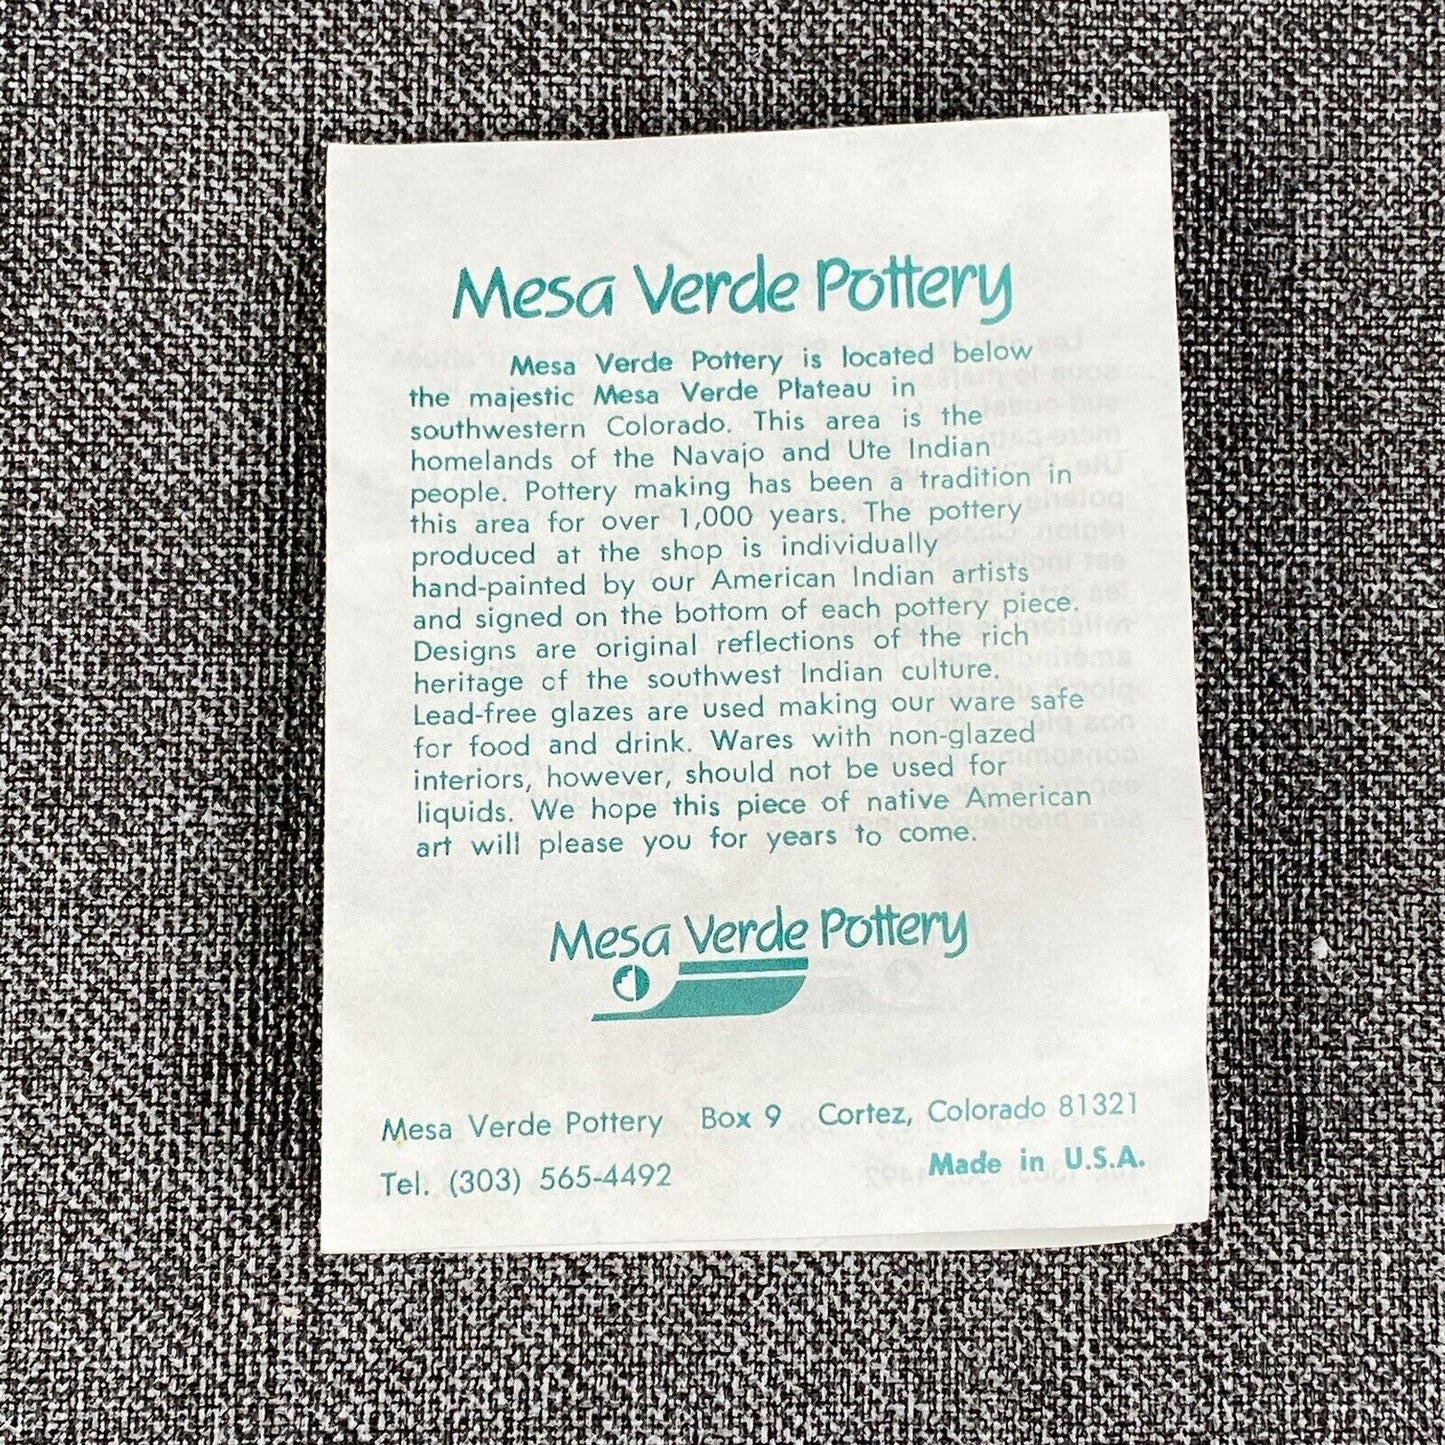 Mesa Verde Pottery
Mesa Verde Pottery is located below
the majestic Mesa Verde Plateau in
southwestern Colorado. This area is the
homelands of the Navajo and Ute Indian
people. Pottery making has been a tradition in
this area for over 1,000 years. The pottery
produced at the shop is individually
hand-painted by our American Indian artists
and signed on the bottom of each pottery piece.
Designs are original reflections of the rich
heritage of the southwest Indian culture.
Lead-free glazes are used making our ware safe
for food and drink. Wares with non-glazed
interiors, however, should not be used for
liquids. We hope this piece of native American
art will please you for years to come.
Mesa Verde Pottery
Mesa Verde Pottery Box 9 Cortez, Colorado 81321
Tel. (303) 565-4492 Made in U.S.A.